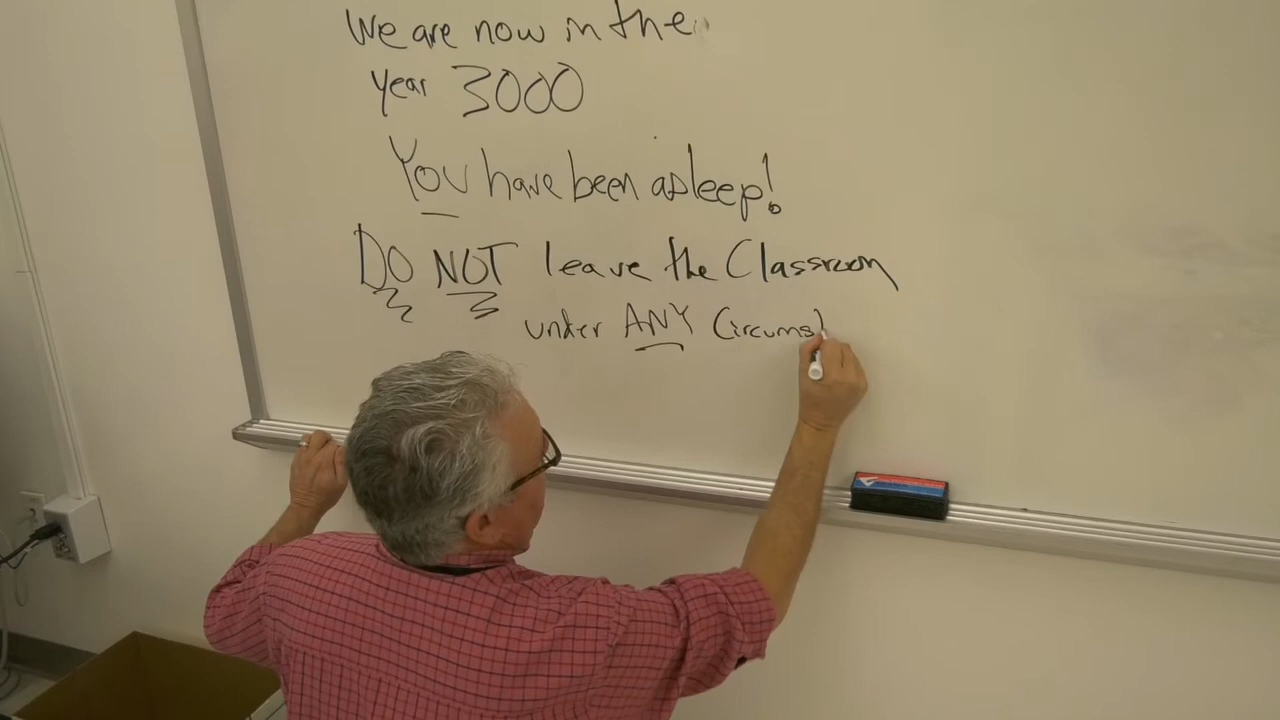 We are now in the
year 3000
You have been asleep!
DO NOT leave the Classroom
under ANY Circums